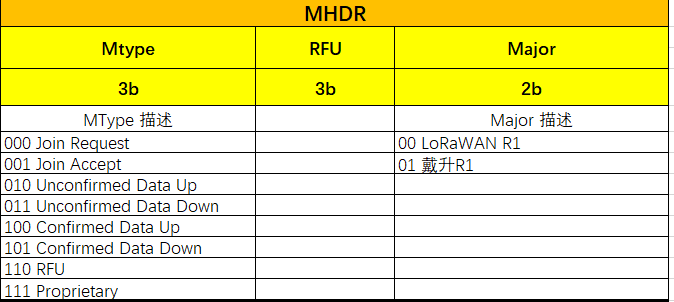 MHDR
Mtype RFU Major
3b 3b 2b
MType 描述 Major 描述
000 Join Request 00 LoRaWAN R1
001 Join Accept 01 戴升R1
010 Unconfirmed Data Up
011 Unconfirmed Data Down
100 Confirmed Data Up
101 Confirmed Data Down
110 RFU
111 Proprietary